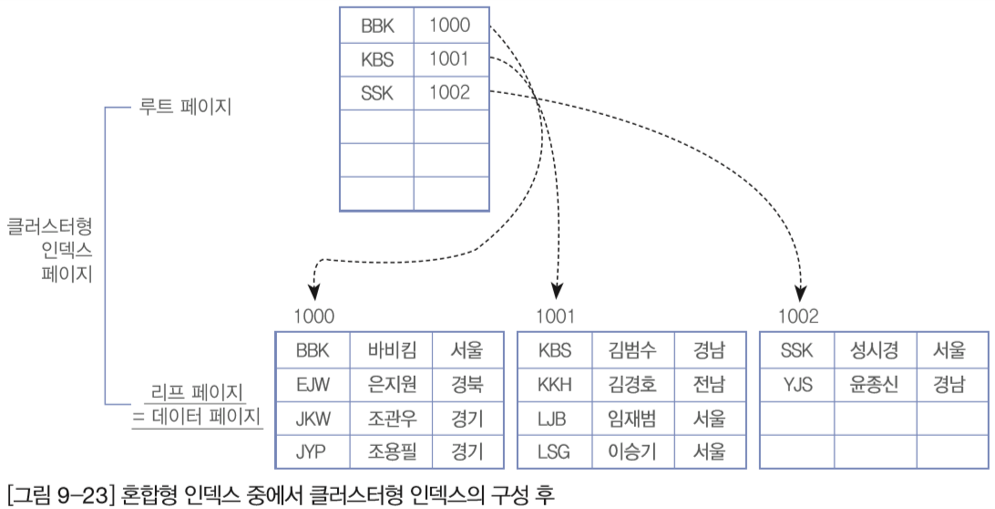 BBK 1000
KBS 1001
SSK 1002
루트 페이지
클러스터형
인덱스
페이지
1000 1001 1002
BBK 바비킴 서울 KBS 김범수 경남 SSK 성시경 서울
EJW 은지원 경북 KKH 김경호 전남 YJS 윤종신 경남
리프 페이지
= 데이터 페이지
JKW 조관우 경기 LJB 임재범 서울
JYP 조용필 경기 LSG 이승기 서울
[그림 9-23] 혼합형 인덱스 중에서 클러스터형 인덱스의 구성 후